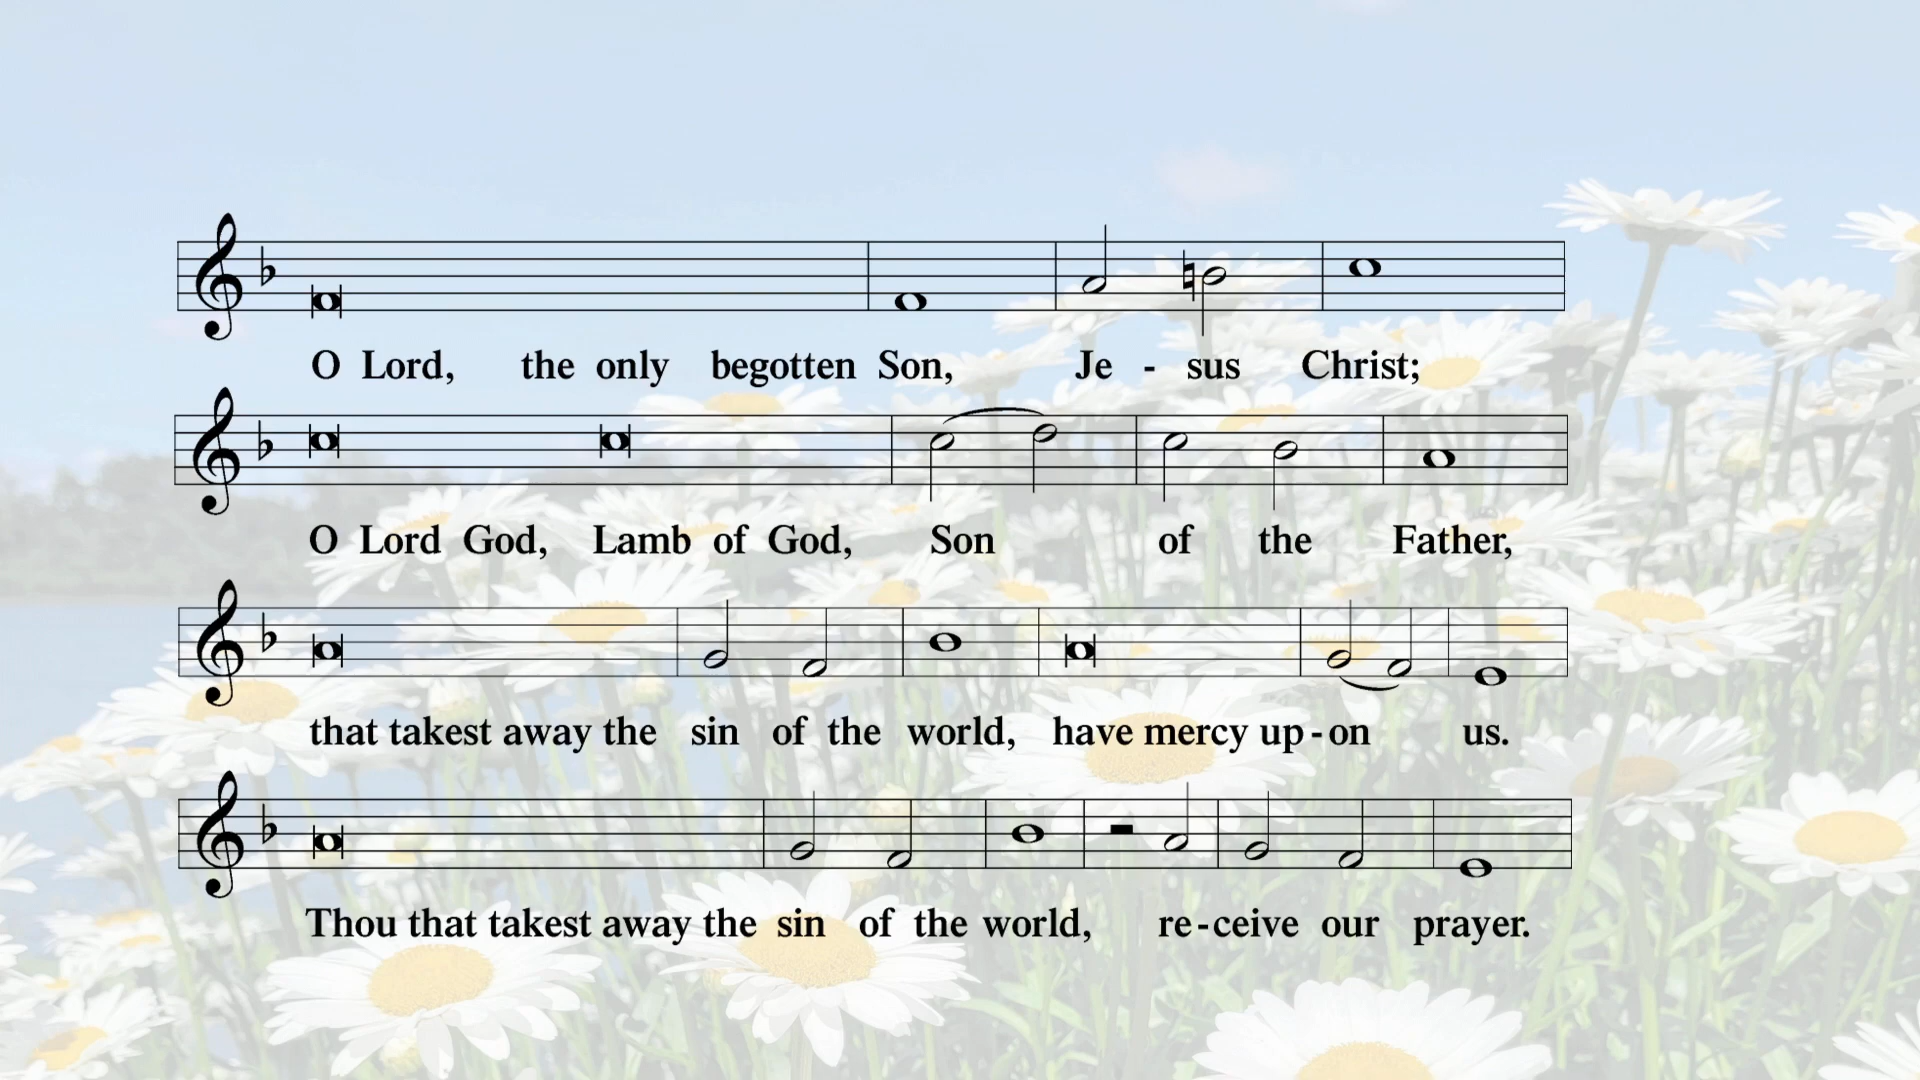 O Lord, the only begotten Son, Je - sus Christ;
O Lord God, Lamb of God, Son of the Father,
that takest away the sin of the world, have mercy up - on us.
Thou that takest away the sin of the world, re - ceive our prayer.